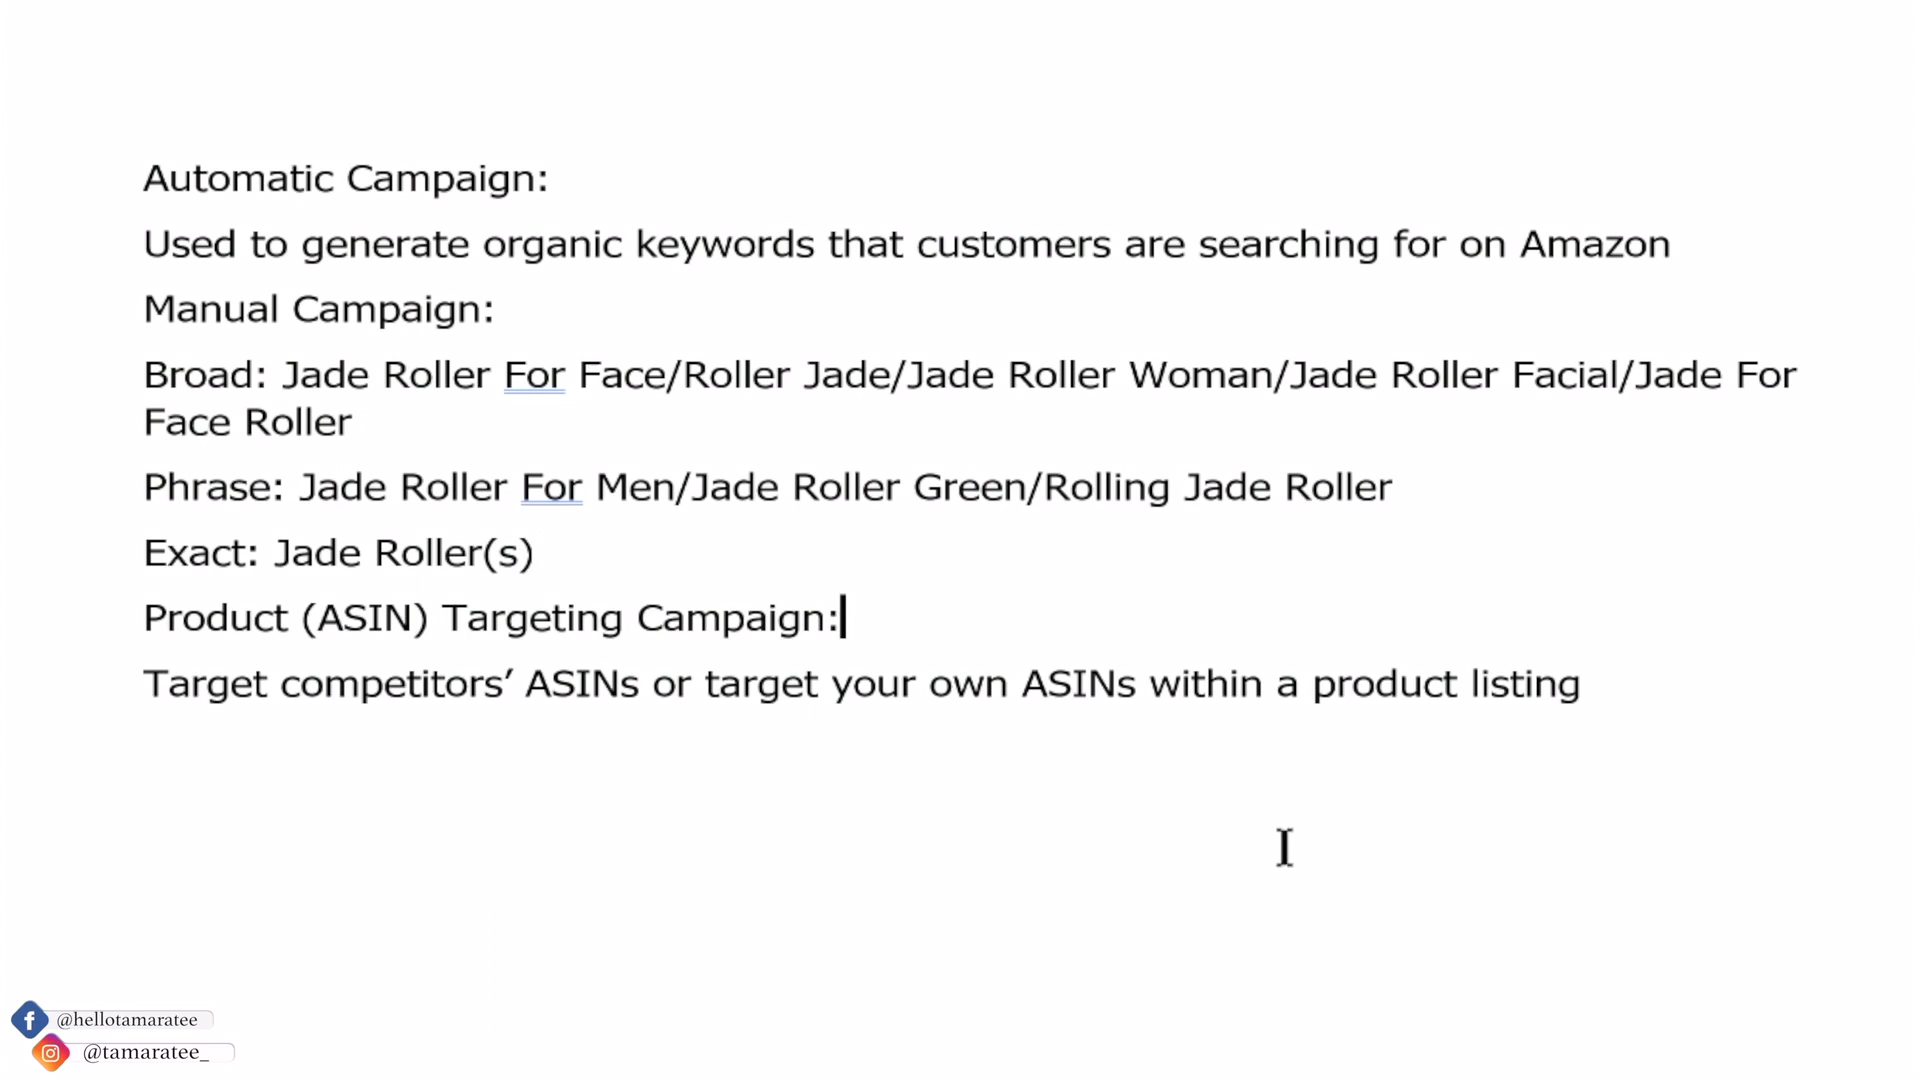 Automatic Campaign:
Used to generate organic keywords that customers are searching for on Amazon
Manual Campaign:
Broad: Jade Roller For Face/Roller Jade/Jade Roller Woman/Jade Roller Facial/Jade For
Face Roller
Phrase: Jade Roller For Men/Jade Roller Green/Rolling Jade Roller
Exact: Jade Roller(s)
Product (ASIN) Targeting Campaign:
Target competitors’ ASINs or target your own ASINs within a product listing
@hellotamaratee
@tamaratee_